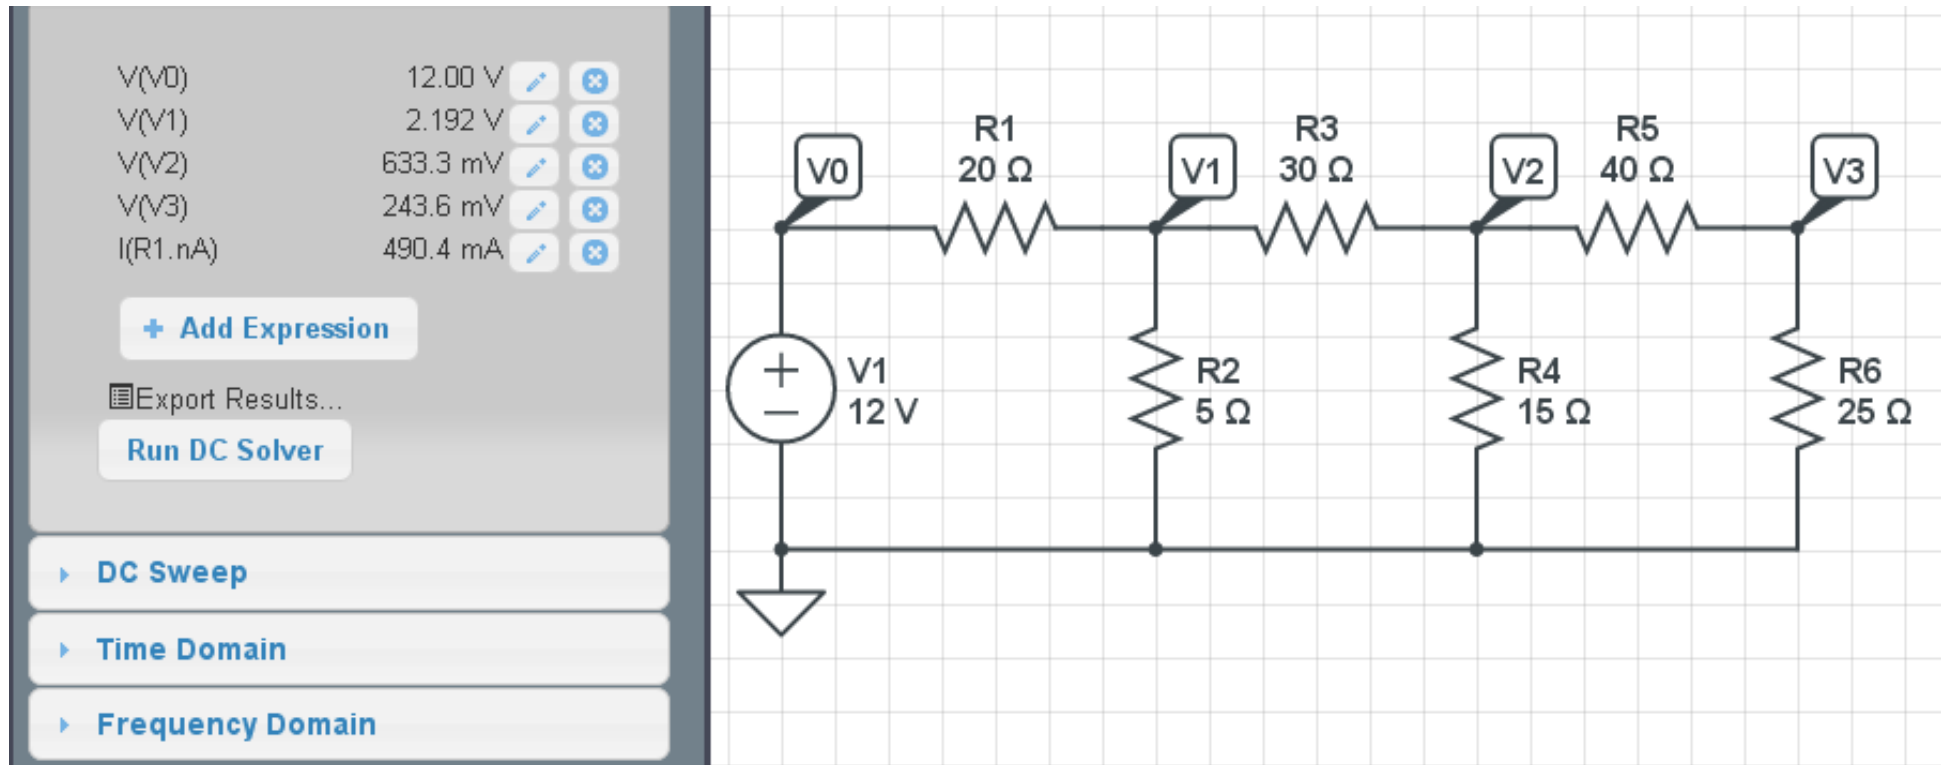 V(V0) 12.00 V
V(V1) 2.192 V
V(V2) 633.3 mV
V(V3) 243.6 mV
I(R1.nA) 490.4 mA
+ Add Expression
Export Results...
Run DC Solver
DC Sweep
Time Domain
Frequency Domain
R1
20 Ω
R3
30 Ω
R5
40 Ω
V0
V1
V2
V3
+
−
V1
12 V
R2
5 Ω
R4
15 Ω
R6
25 Ω